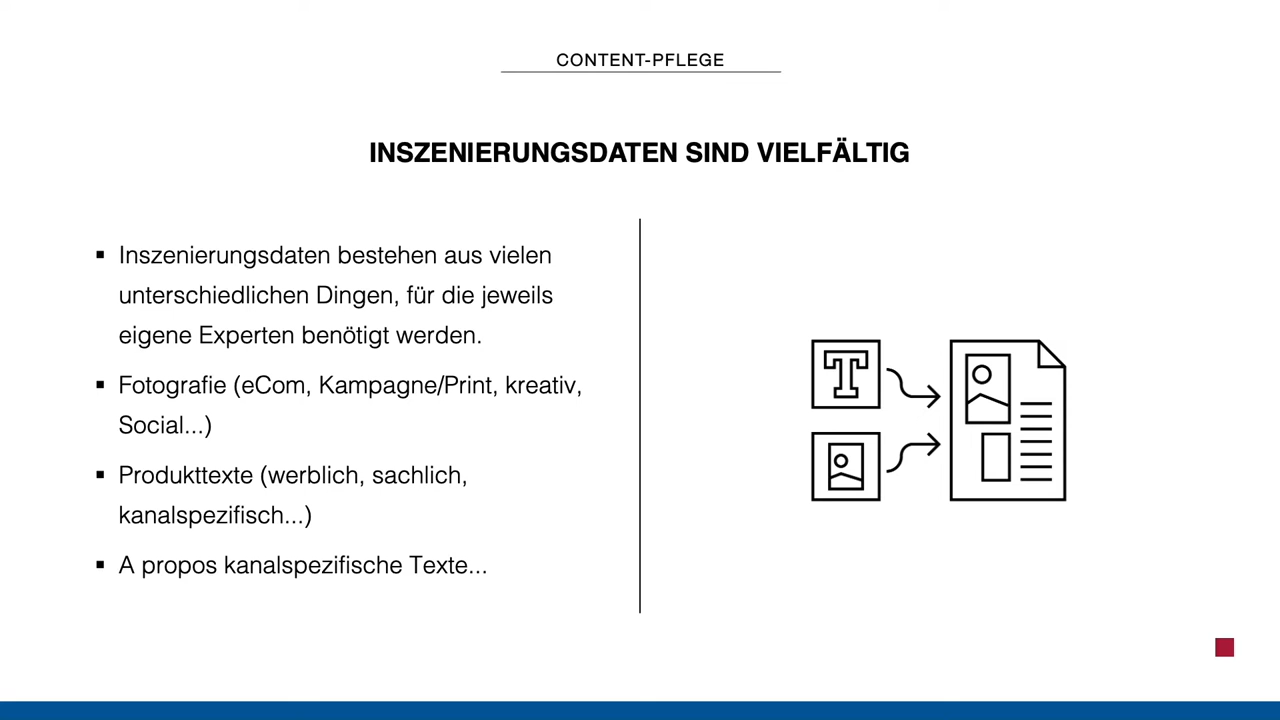 CONTENT-PFLEGE
INSZENIERUNGSDATEN SIND VIELFÄLTIG
▪ Inszenierungsdaten bestehen aus vielen
unterschiedlichen Dingen, für die jeweils
eigene Experten benötigt werden.
▪ Fotografie (eCom, Kampagne/Print, kreativ,
Social...)
▪ Produkttexte (werblich, sachlich,
kanalspezifisch...)
▪ A propos kanalspezifische Texte...
T